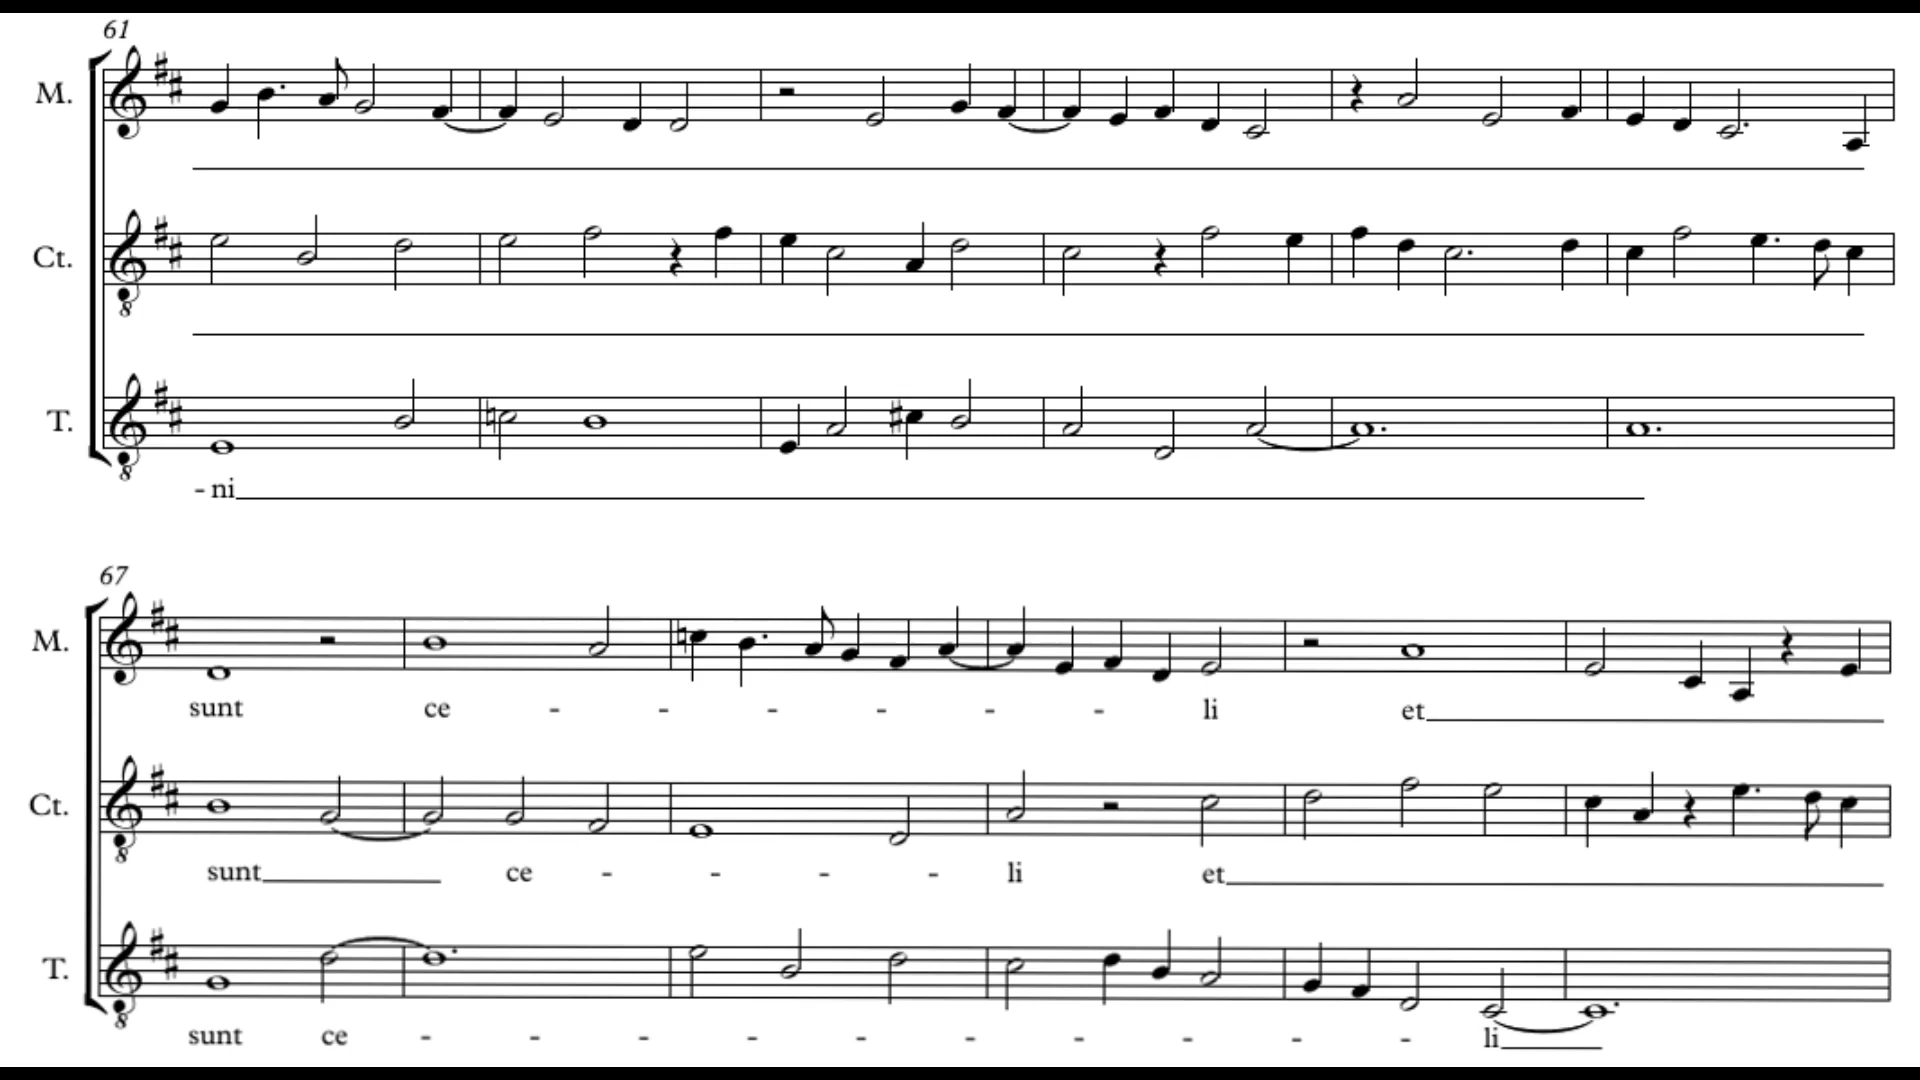 61
M.
Ct.
T.
- ni
67
M.
sunt ce - - - - - - li et
Ct.
sunt ce - - - - li et
T.
sunt ce - - - - - - - - - - li